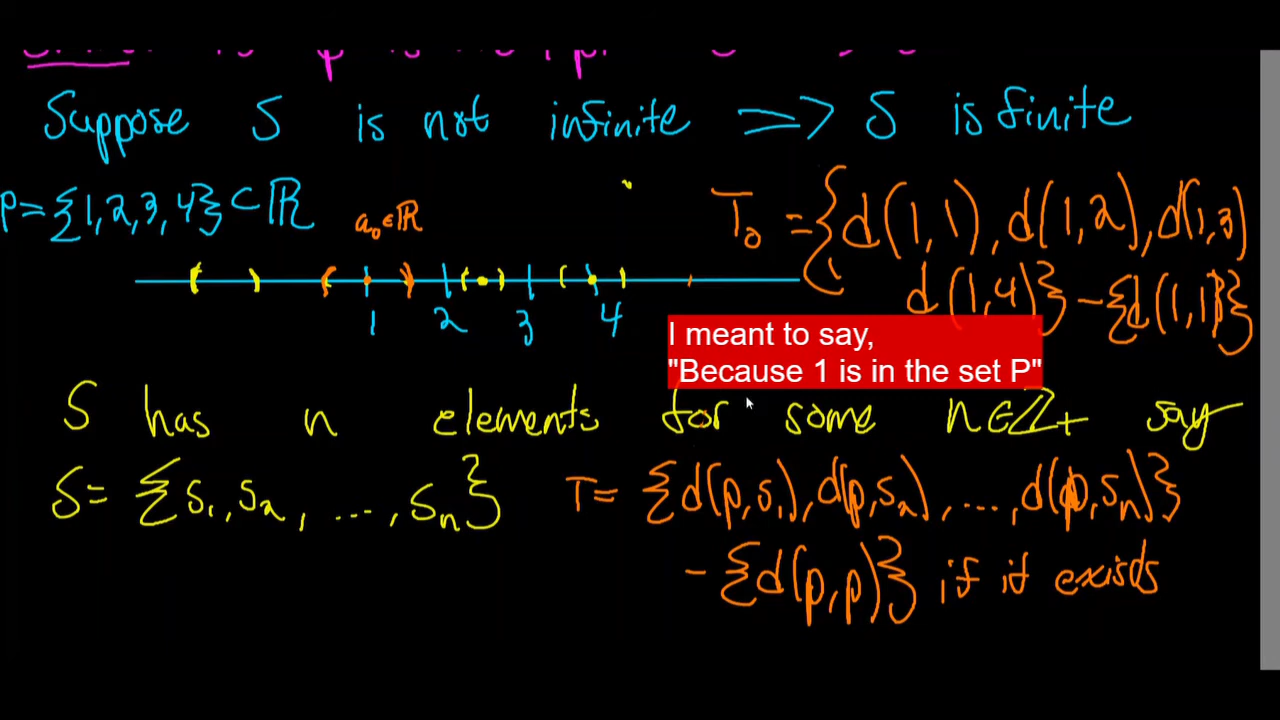 Suppose S is not infinite => S is finite
P = {1,2,3,4} ⊂ ℝ
a₀∈ℝ
T₀ = {d(1,1), d(1,2), d(1,3)
d(1,4)} - {d(1,1)}
1 2 3 4
I meant to say,
"Because 1 is in the set P"
S has n elements for some n∈ℤ+ say
S = {s₁, s₂, ..., sₙ} T = {d(p,s₁), d(p,s₂), ..., d(p,sₙ)}
- {d(p,p)} if it exists